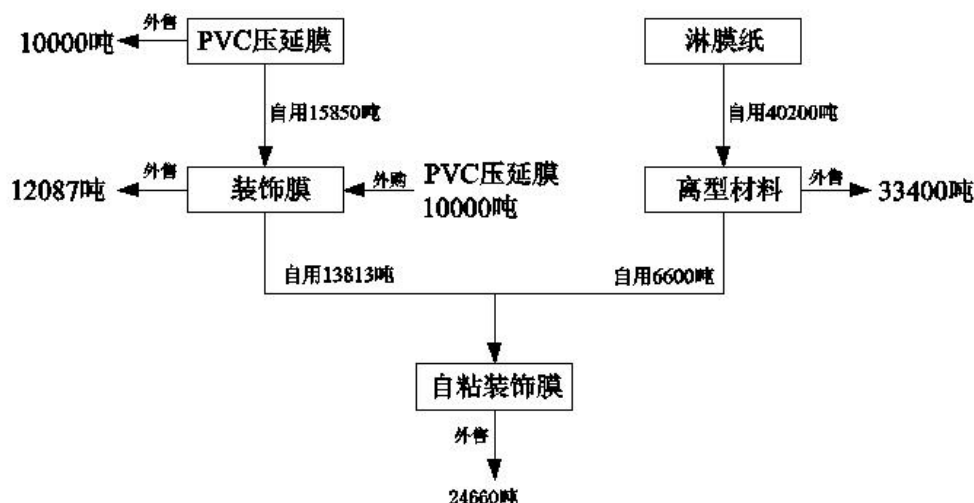 外售
10000吨
PVC压延膜
淋膜纸
自用15850吨
自用40200吨
外售
12087吨
装饰膜
外购
PVC压延膜
10000吨
离型材料
外售
33400吨
自用13813吨
自用6600吨
自粘装饰膜
外售
24660吨